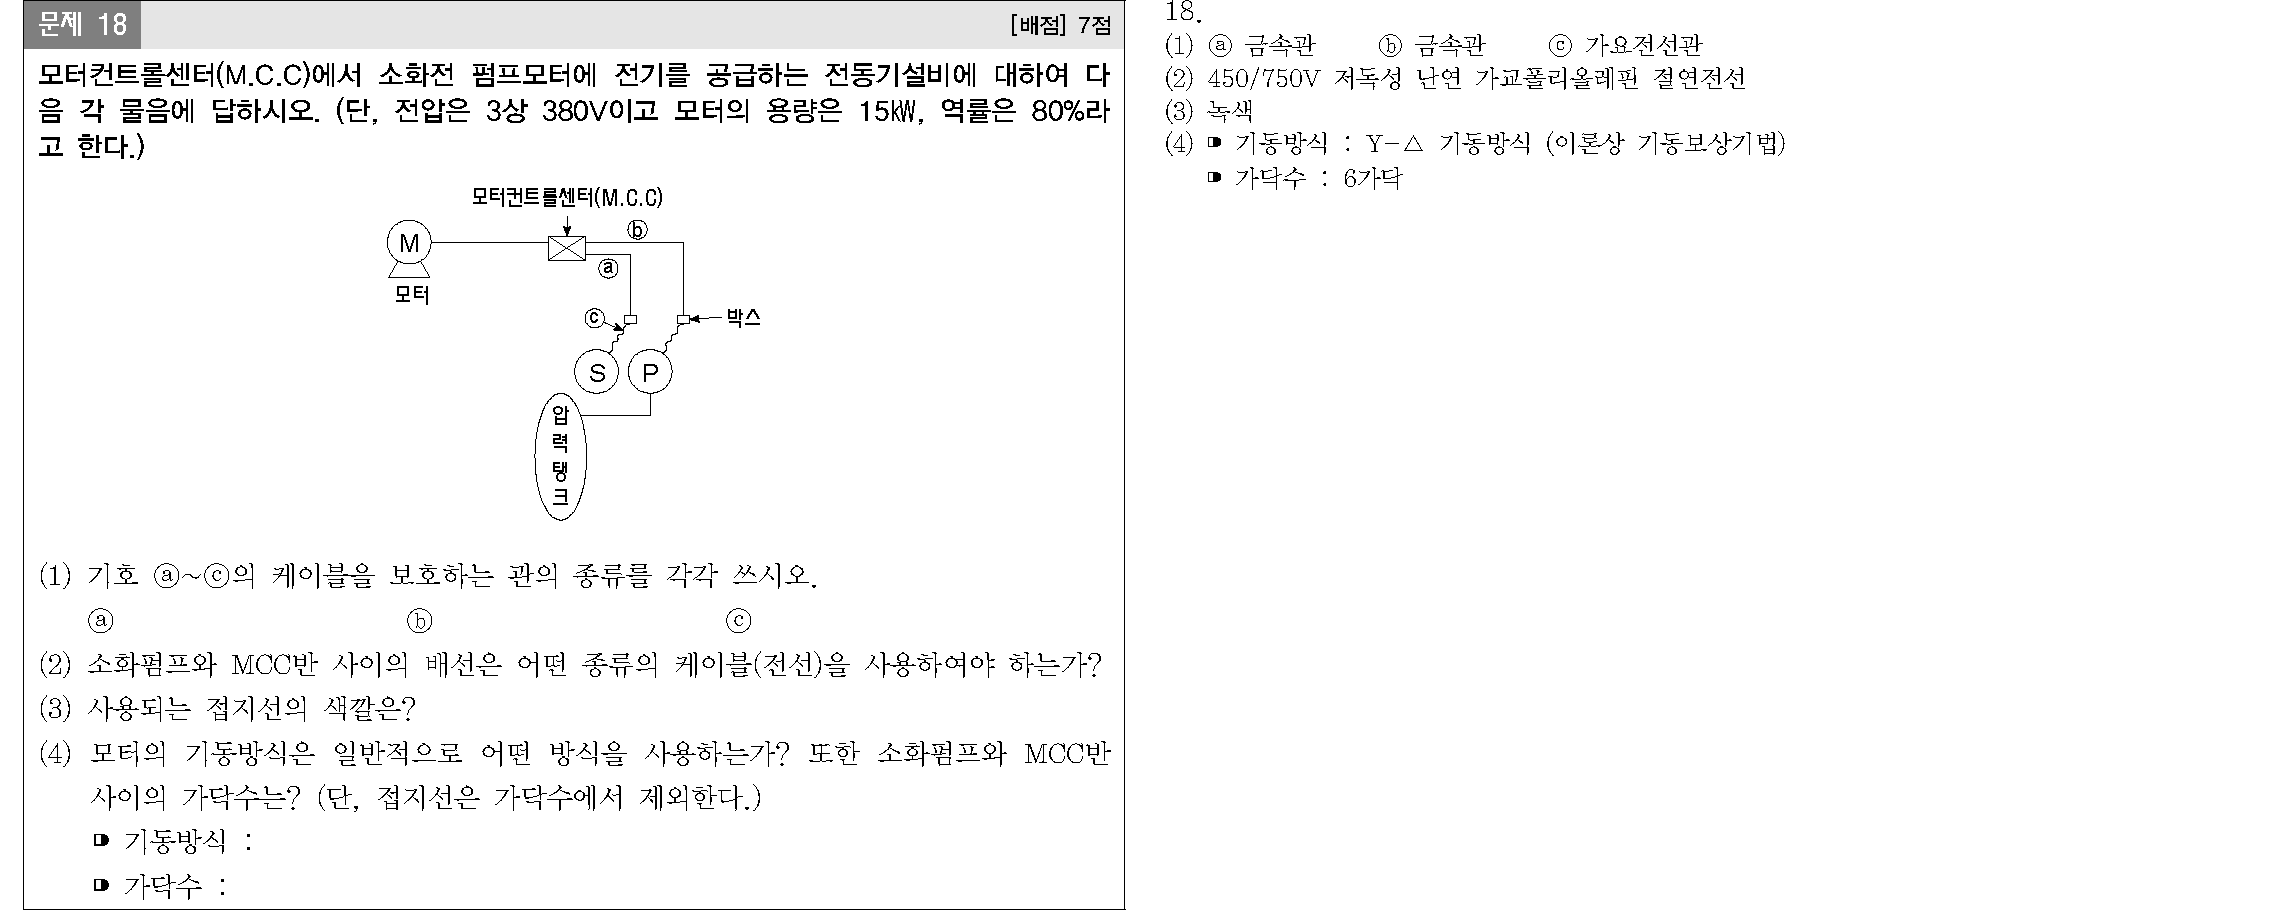 문제 18
[배점] 7점
모터컨트롤센터(M.C.C)에서 소화전 펌프모터에 전기를 공급하는 전동기설비에 대하여 다
음 각 물음에 답하시오. (단, 전압은 3상 380V이고 모터의 용량은 15㎾, 역률은 80%라
고 한다.)
모터컨트롤센터(M.C.C)
ⓑ
M
ⓐ
모터
ⓒ
박스
S
P
압
력
탱
크
(1) 기호 ⓐ~ⓒ의 케이블을 보호하는 관의 종류를 각각 쓰시오.
ⓐ ⓑ ⓒ
(2) 소화펌프와 MCC반 사이의 배선은 어떤 종류의 케이블(전선)을 사용하여야 하는가?
(3) 사용되는 접지선의 색깔은?
(4) 모터의 기동방식은 일반적으로 어떤 방식을 사용하는가? 또한 소화펌프와 MCC반
사이의 가닥수는? (단, 접지선은 가닥수에서 제외한다.)
기동방식 :
가닥수 :
18.
(1) ⓐ 금속관 ⓑ 금속관 ⓒ 가요전선관
(2) 450/750V 저독성 난연 가교폴리올레핀 절연전선
(3) 녹색
(4) 기동방식 : Y-△ 기동방식 (이론상 기동보상기법)
가닥수 : 6가닥